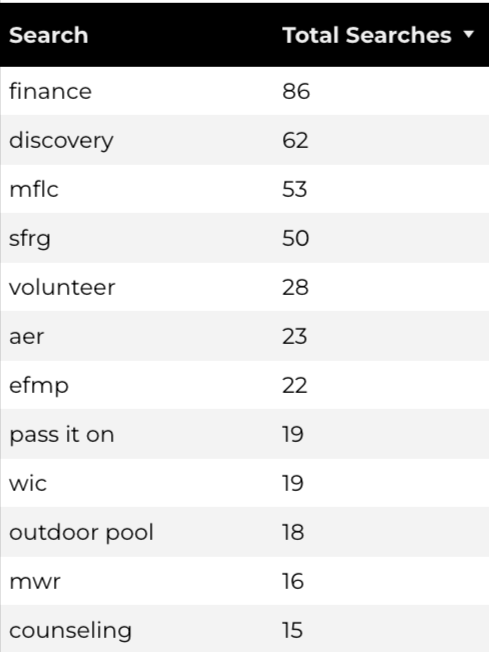 Search Total Searches ▼
finance 86
discovery 62
mflc 53
sfrg 50
volunteer 28
aer 23
efmp 22
pass it on 19
wic 19
outdoor pool 18
mwr 16
counseling 15